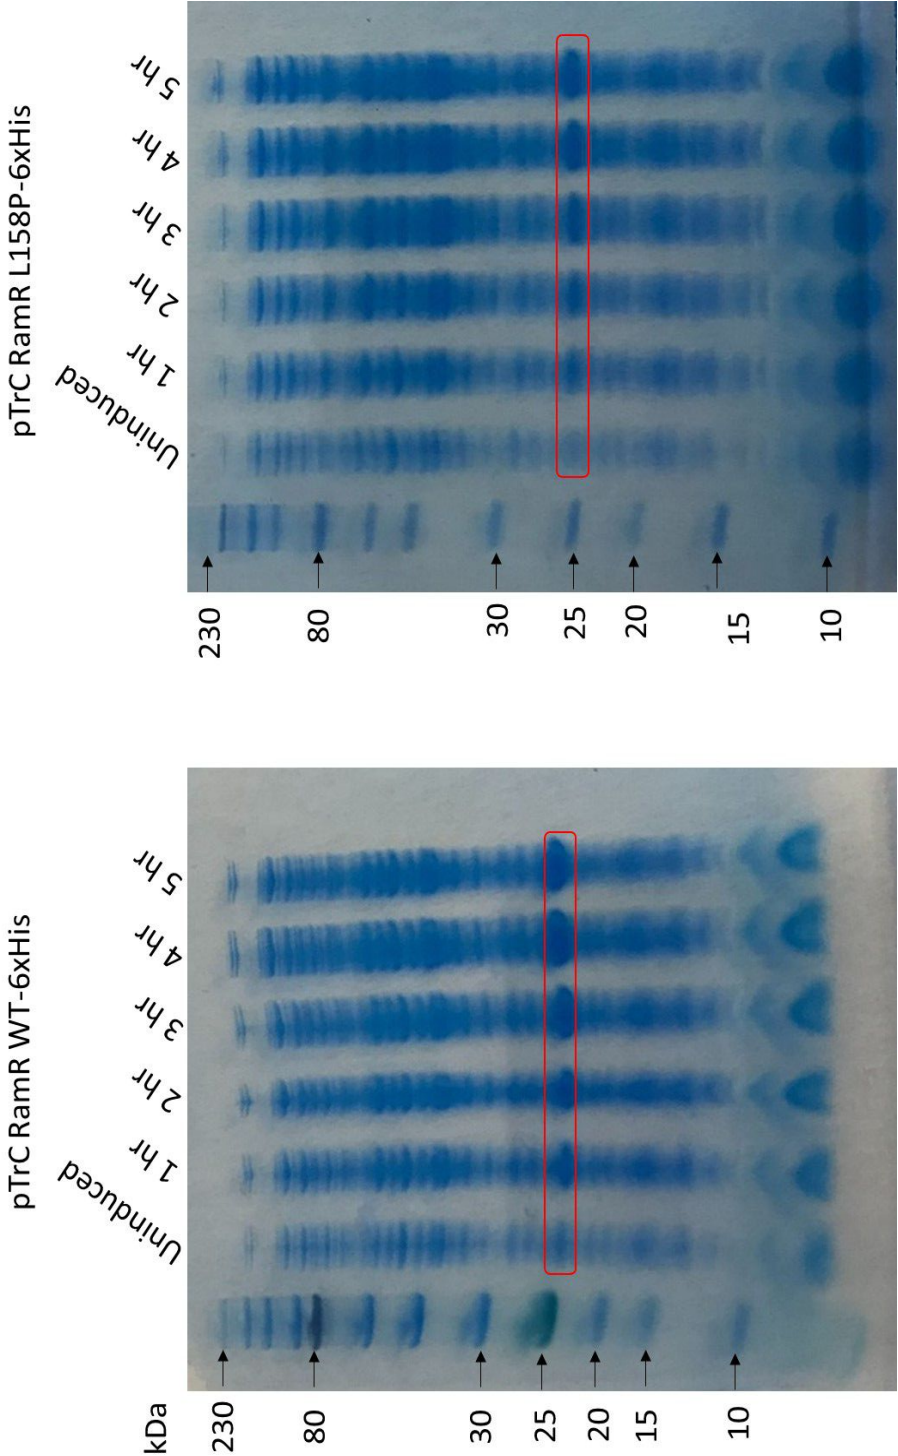 pTrC RamR WT-6xHis
kDa
Uninduced
1 hr
2 hr
3 hr
4 hr
5 hr
230
80
30
25
20
15
10
pTrC RamR L158P-6xHis
Uninduced
1 hr
2 hr
3 hr
4 hr
5 hr
230
80
30
25
20
15
10